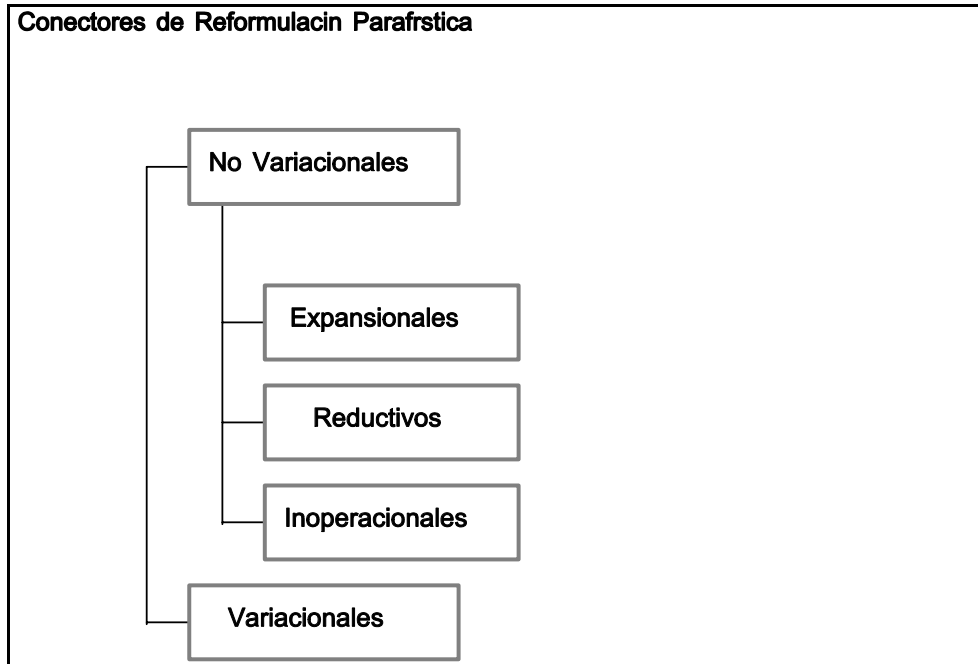 Conectores de Reformulacin Parafrstica
No Variacionales
Expansionales
Reductivos
Inoperacionales
Variacionales